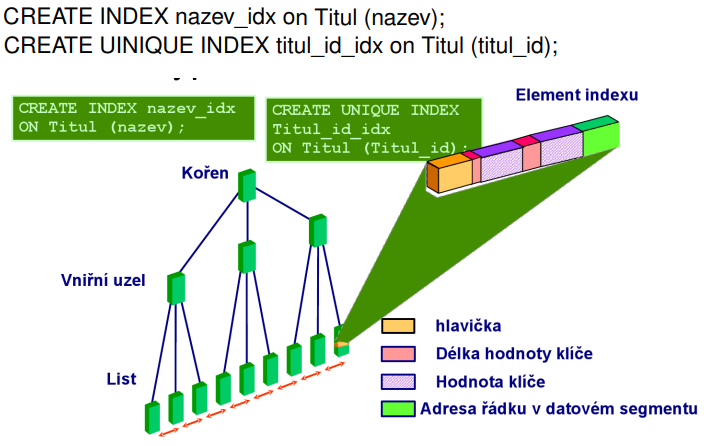 CREATE INDEX nazev_idx on Titul (nazev);
CREATE UINIQUE INDEX titul_id_idx on Titul (titul_id);
CREATE INDEX nazev_idx
ON Titul (nazev);
CREATE UNIQUE INDEX
Titul_id_idx
ON Titul (Titul_id);
Element indexu
Kořen
Vniřní uzel
List
hlavička
Délka hodnoty klíče
Hodnota klíče
Adresa řádku v datovém segmentu